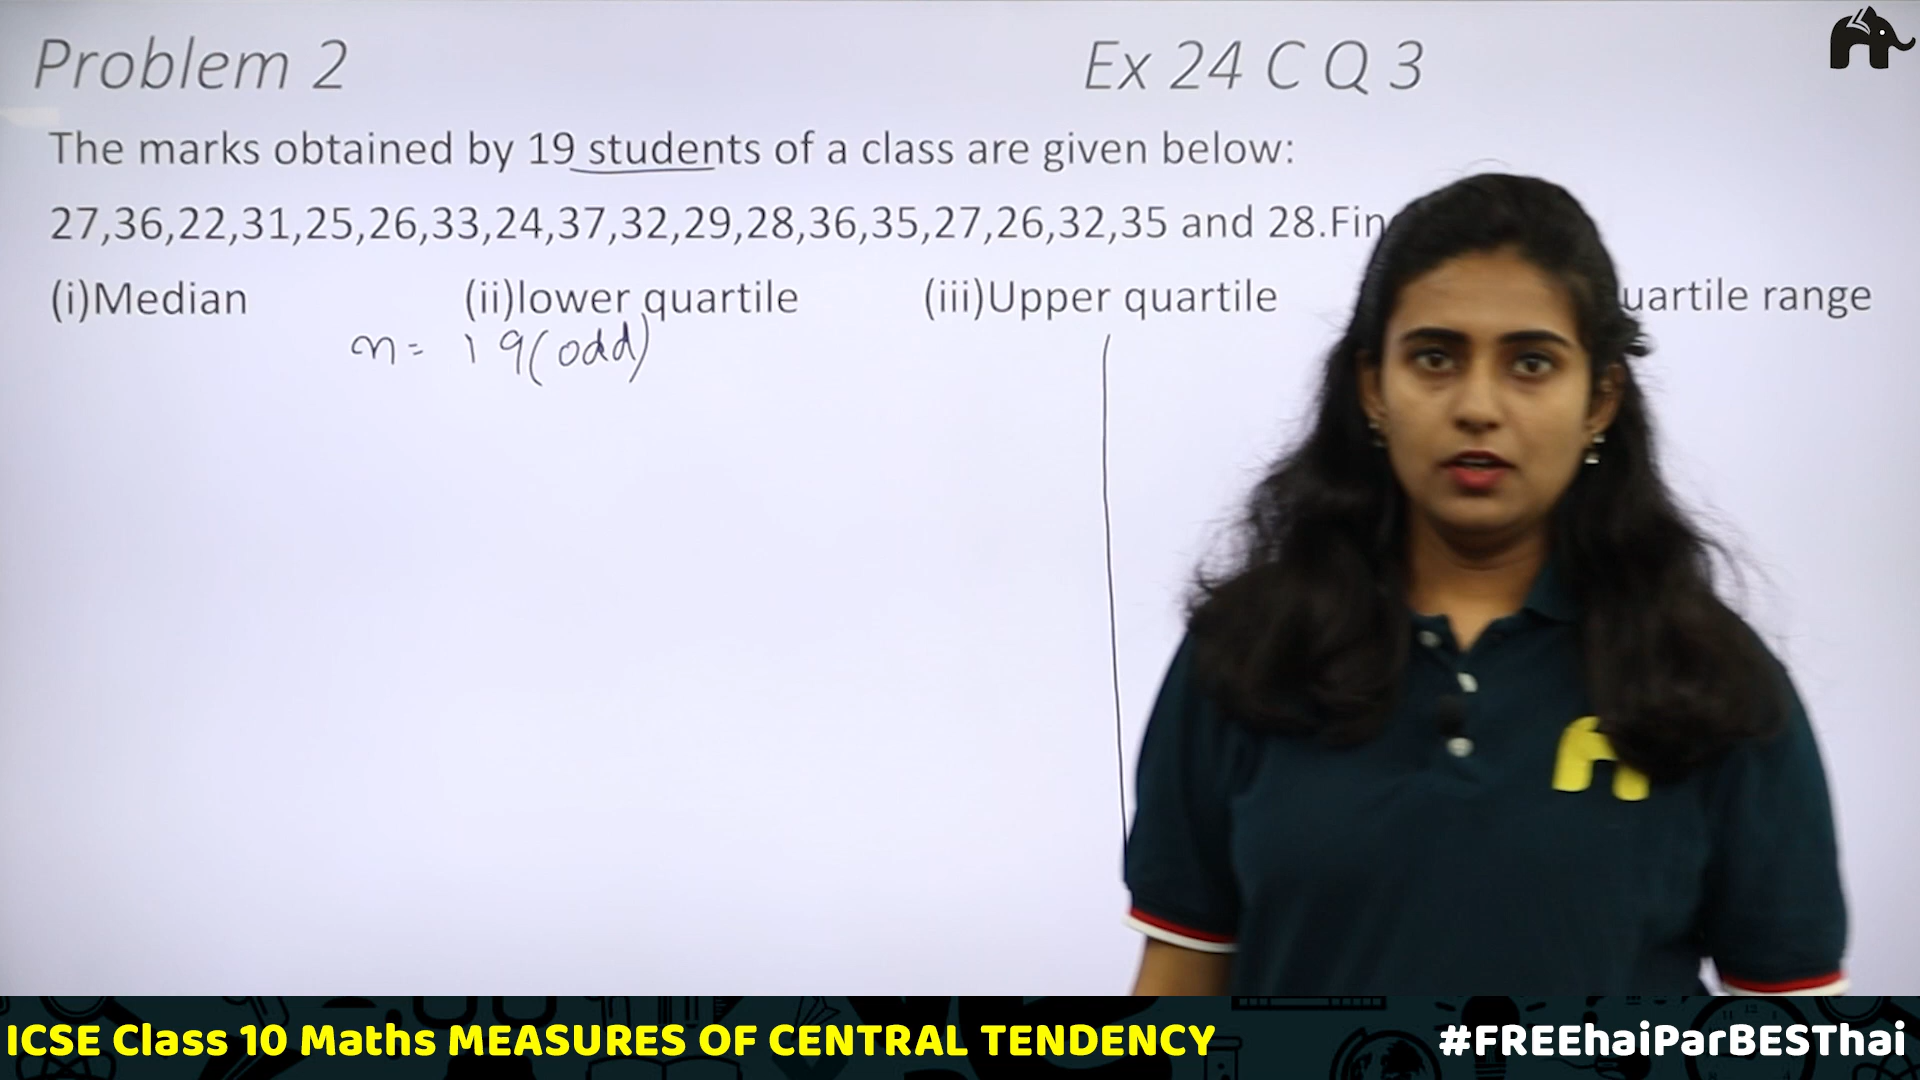 Problem 2 Ex 24 C Q 3
The marks obtained by 19 students of a class are given below:
27,36,22,31,25,26,33,24,37,32,29,28,36,35,27,26,32,35 and 28.Fin
(i)Median (ii)lower quartile (iii)Upper quartile uartile range
n = 19(odd)
ICSE Class 10 Maths MEASURES OF CENTRAL TENDENCY #FREEhaiParBESThai